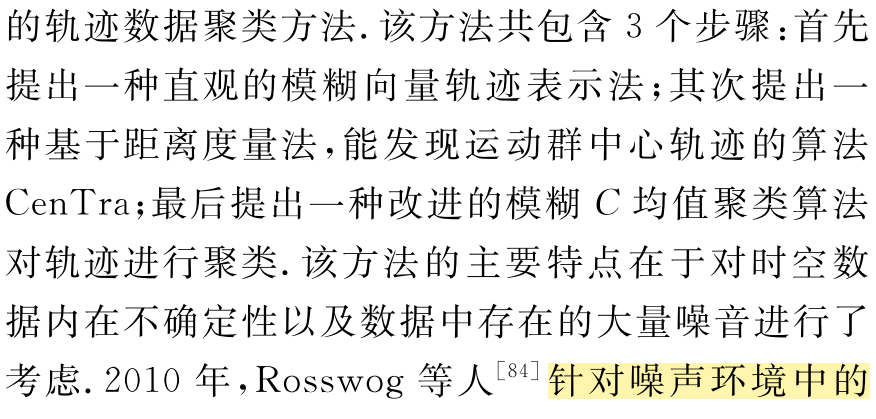 的轨迹数据聚类方法.该方法共包含 3 个步骤:首先
提出一种直观的模糊向量轨迹表示法;其次提出一
种基于距离度量法,能发现运动群中心轨迹的算法
CenTra;最后提出一种改进的模糊 C 均值聚类算法
对轨迹进行聚类.该方法的主要特点在于对时空数
据内在不确定性以及数据中存在的大量噪音进行了
考虑.2010 年,Rosswog 等人[84]针对噪声环境中的